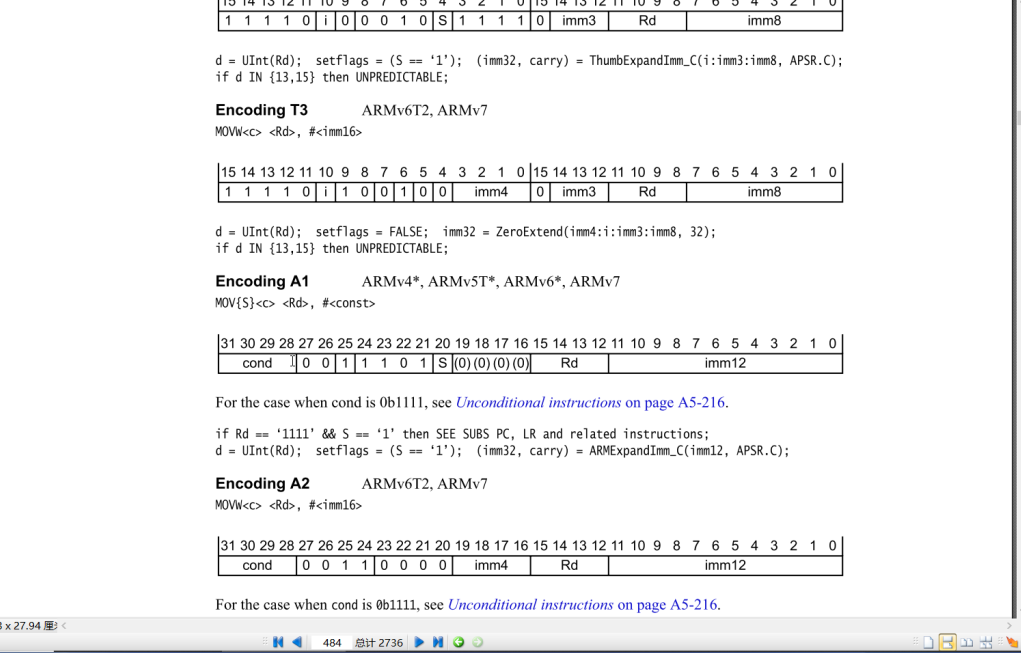 15 14 13 12 11 10 9 8 7 6 5 4 3 2 1 0 15 14 13 12 11 10 9 8 7 6 5 4 3 2 1 0
1 1 1 1 0 i 0 0 0 1 0 S 1 1 1 1 0 imm3 Rd imm8
d = UInt(Rd); setflags = (S == ‘1’); (imm32, carry) = ThumbExpandImm_C(i:imm3:imm8, APSR.C);
if d IN {13,15} then UNPREDICTABLE;
Encoding T3 ARMv6T2, ARMv7
MOVW<c> <Rd>, #<imm16>
15 14 13 12 11 10 9 8 7 6 5 4 3 2 1 0 15 14 13 12 11 10 9 8 7 6 5 4 3 2 1 0
1 1 1 1 0 i 1 0 0 1 0 0 imm4 0 imm3 Rd imm8
d = UInt(Rd); setflags = FALSE; imm32 = ZeroExtend(imm4:i:imm3:imm8, 32);
if d IN {13,15} then UNPREDICTABLE;
Encoding A1 ARMv4*, ARMv5T*, ARMv6*, ARMv7
MOV{S}<c> <Rd>, #<const>
31 30 29 28 27 26 25 24 23 22 21 20 19 18 17 16 15 14 13 12 11 10 9 8 7 6 5 4 3 2 1 0
cond 0 0 1 1 1 0 1 S (0) (0) (0) (0) Rd imm12
For the case when cond is 0b1111, see Unconditional instructions on page A5-216.
if Rd == ‘1111’ && S == ‘1’ then SEE SUBS PC, LR and related instructions;
d = UInt(Rd); setflags = (S == ‘1’); (imm32, carry) = ARMExpandImm_C(imm12, APSR.C);
Encoding A2 ARMv6T2, ARMv7
MOVW<c> <Rd>, #<imm16>
31 30 29 28 27 26 25 24 23 22 21 20 19 18 17 16 15 14 13 12 11 10 9 8 7 6 5 4 3 2 1 0
cond 0 0 1 1 0 0 0 0 imm4 Rd imm12
For the case when cond is 0b1111, see Unconditional instructions on page A5-216.
x 27.94 厘
484 总计 2736